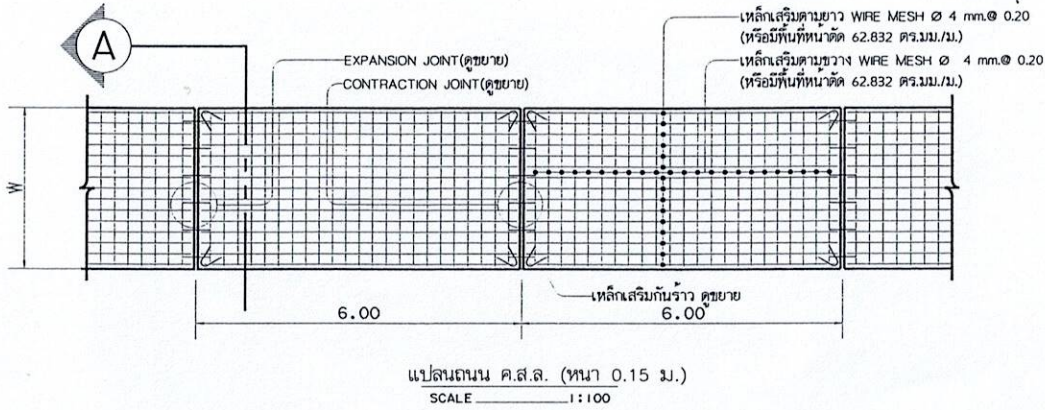 เหล็กเสริมตามยาว WIRE MESH Ø 4 mm.@ 0.20
(หรือมีพื้นที่หน้าตัด 62.832 ตร.มม./ม.)
เหล็กเสริมตามขวาง WIRE MESH Ø 4 mm.@ 0.20
(หรือมีพื้นที่หน้าตัด 62.832 ตร.มม./ม.)
A
EXPANSION JOINT(ดูขยาย)
CONTRACTION JOINT(ดูขยาย)
W
เหล็กเสริมกันร้าว ดูขยาย
6.00
6.00
แปลนถนน ค.ส.ล. (หนา 0.15 ม.)
SCALE 1:100